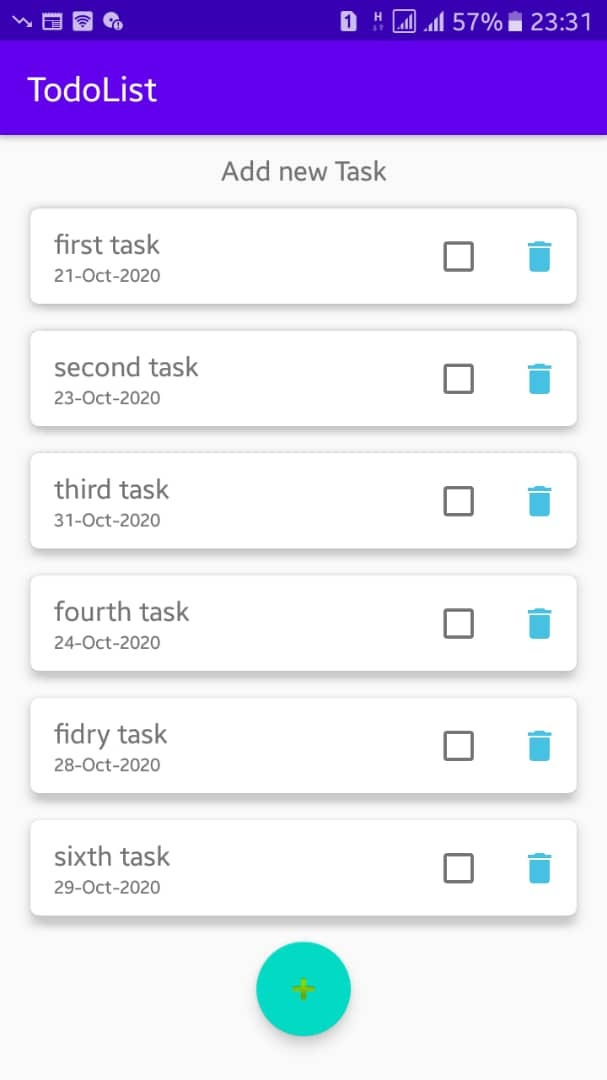 1 H 57% 23:31
TodoList
Add new Task
first task
21-Oct-2020
second task
23-Oct-2020
third task
31-Oct-2020
fourth task
24-Oct-2020
fidry task
28-Oct-2020
sixth task
29-Oct-2020